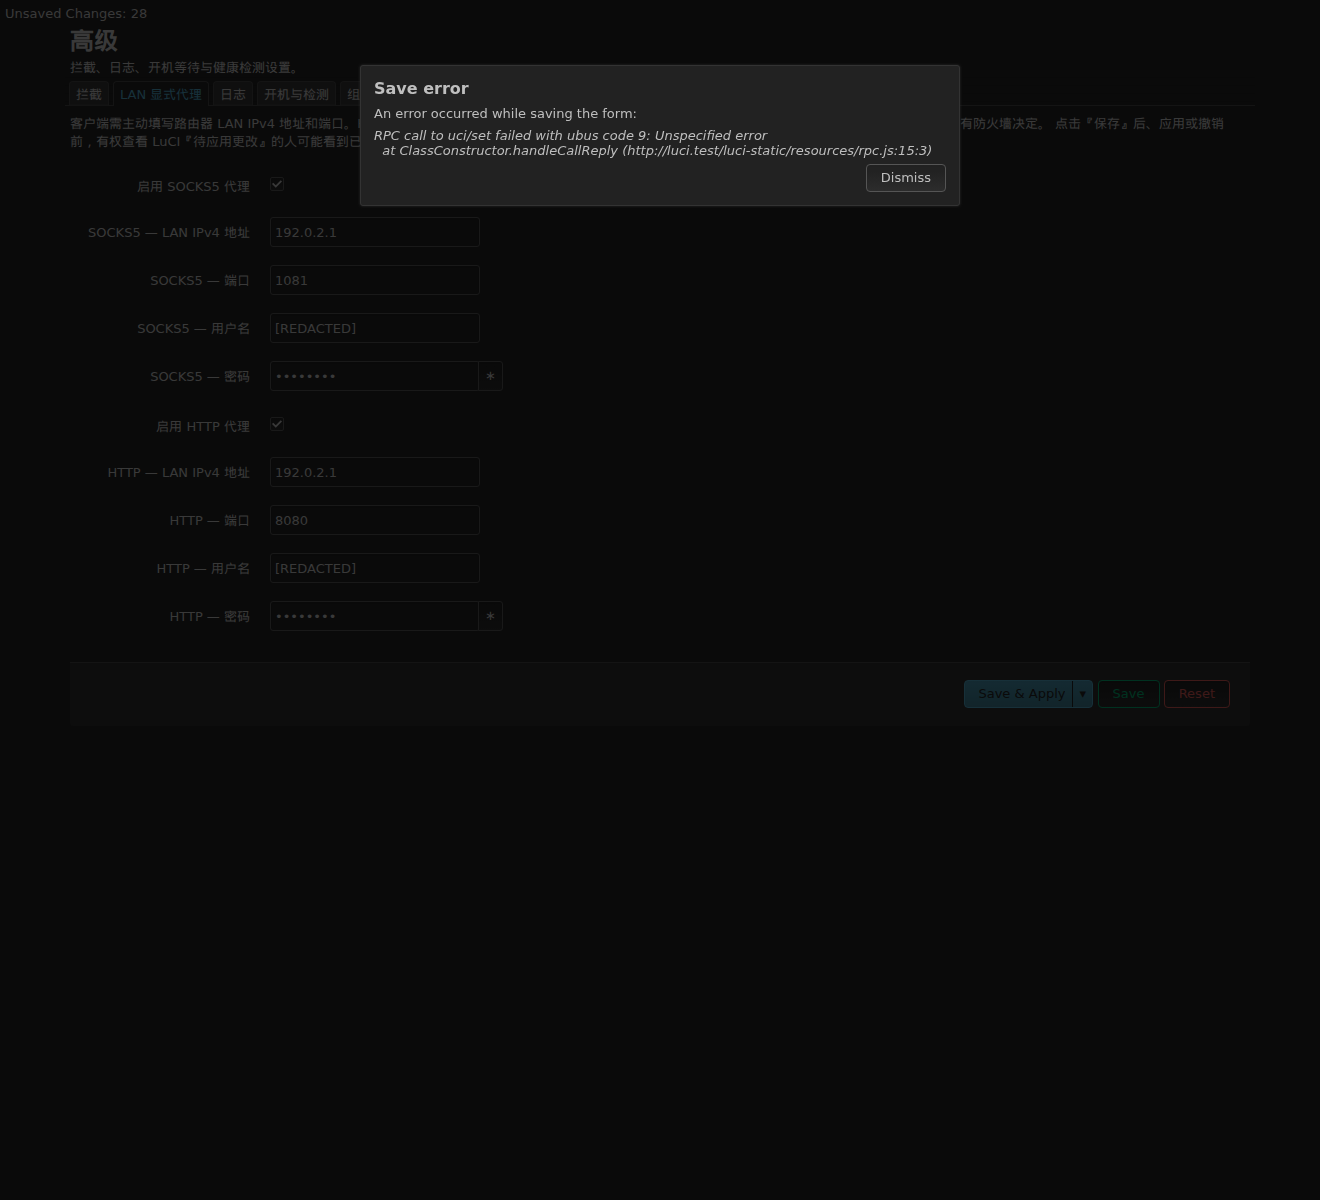 Unsaved Changes: 28
高级
拦截、日志、开机等待与健康检测设置。
Save error
An error occurred while saving the form:
RPC call to uci/set failed with ubus code 9: Unspecified error
at ClassConstructor.handleCallReply (http://luci.test/luci-static/resources/rpc.js:15:3)
Dismiss
拦截 LAN 显式代理 日志 开机与检测 组
客户端需主动填写路由器 LAN IPv4 地址和端口。 有防火墙决定。 点击『保存』后、应用或撤销
前，有权查看 LuCI『待应用更改』的人可能看到已
启用 SOCKS5 代理
SOCKS5 — LAN IPv4 地址 192.0.2.1
SOCKS5 — 端口 1081
SOCKS5 — 用户名 [REDACTED]
SOCKS5 — 密码 •••••••• *
启用 HTTP 代理
HTTP — LAN IPv4 地址 192.0.2.1
HTTP — 端口 8080
HTTP — 用户名 [REDACTED]
HTTP — 密码 •••••••• *
Save & Apply ▾ Save Reset